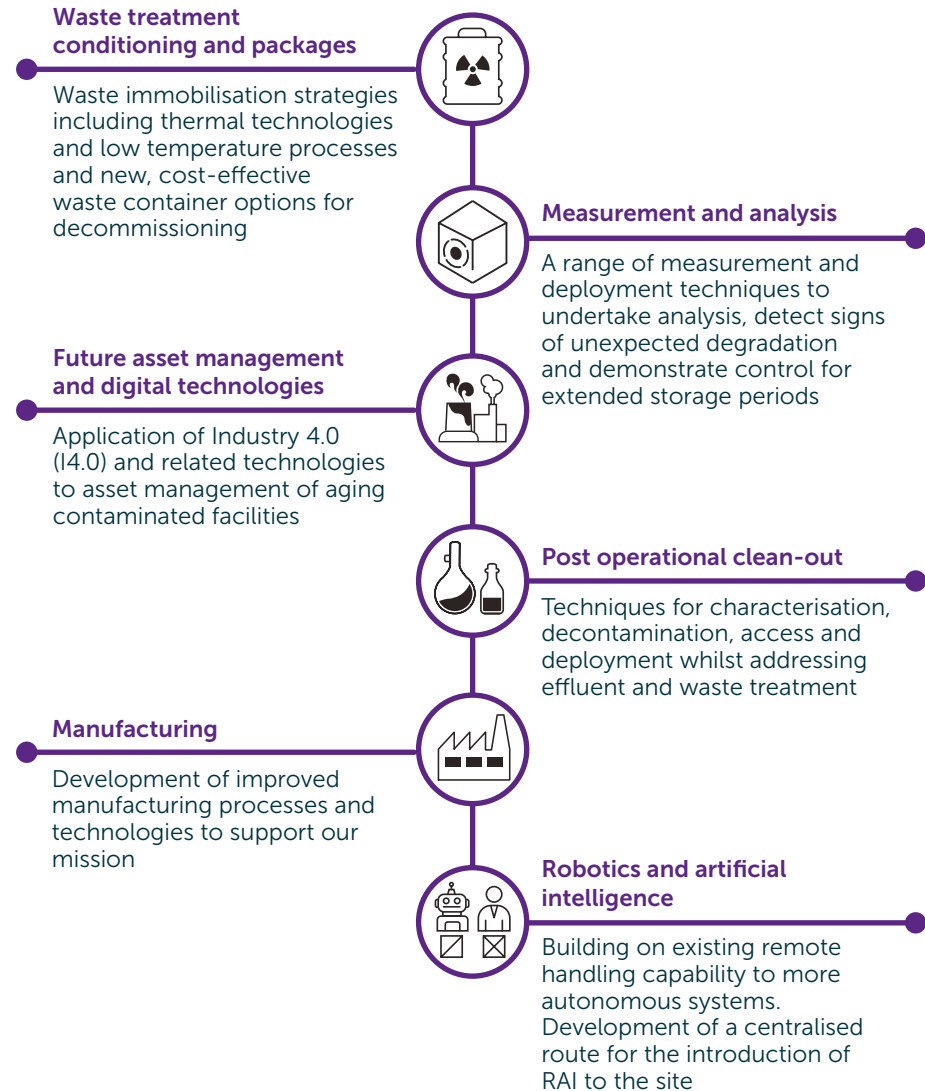 Waste treatment
conditioning and packages
Waste immobilisation strategies
including thermal technologies
and low temperature processes
and new, cost-effective
waste container options for
decommissioning
Measurement and analysis
A range of measurement and
deployment techniques to
undertake analysis, detect signs
of unexpected degradation
and demonstrate control for
extended storage periods
Future asset management
and digital technologies
Application of Industry 4.0
(I4.0) and related technologies
to asset management of aging
contaminated facilities
Post operational clean-out
Techniques for characterisation,
decontamination, access and
deployment whilst addressing
effluent and waste treatment
Manufacturing
Development of improved
manufacturing processes and
technologies to support our
mission
Robotics and artificial
intelligence
Building on existing remote
handling capability to more
autonomous systems.
Development of a centralised
route for the introduction of
RAI to the site